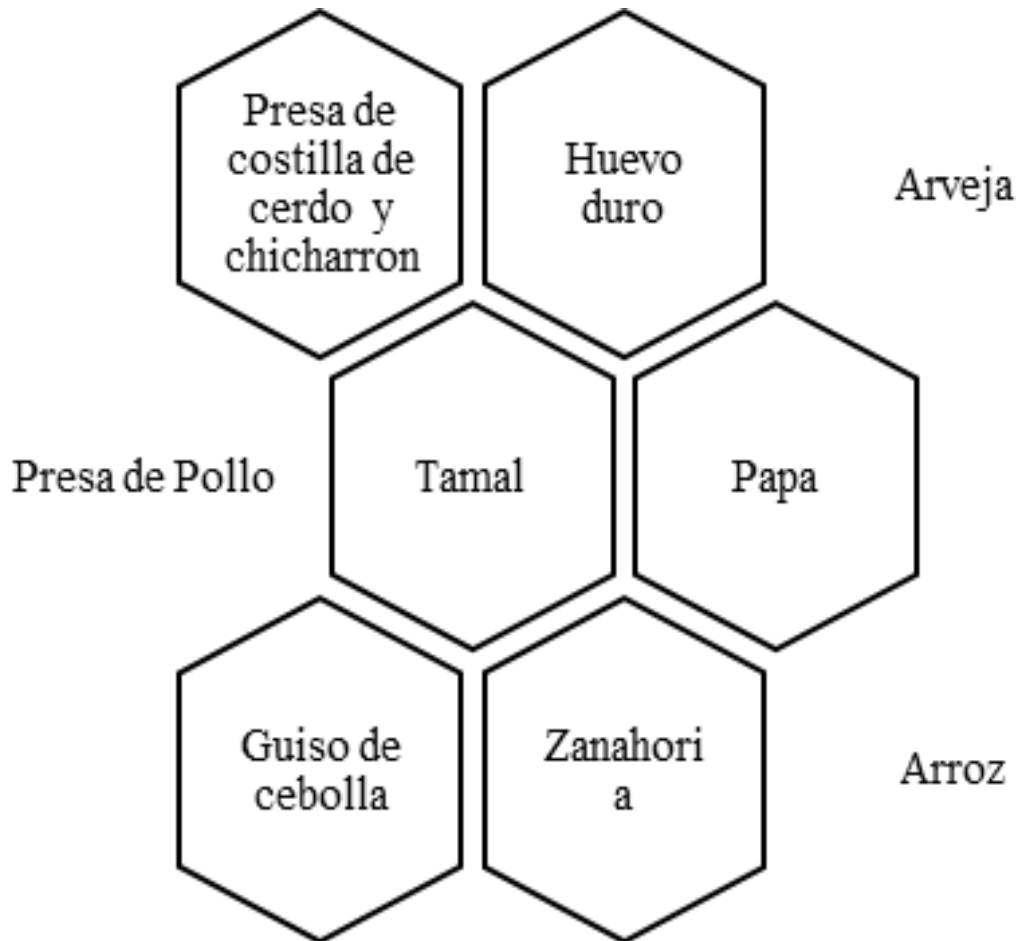 Presa de
costilla de
cerdo y
chicharron
Huevo
duro
Arveja
Presa de Pollo
Tamal
Papa
Guiso de
cebolla
Zanahori
a
Arroz